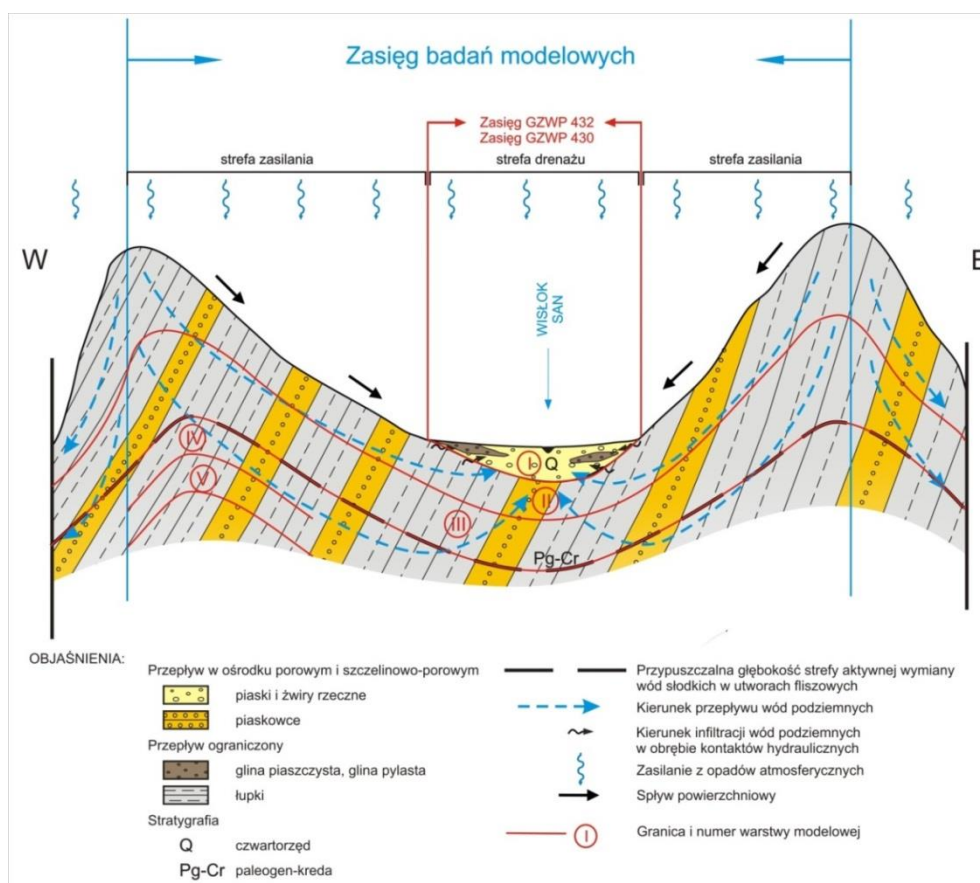 Zasięg badań modelowych
Zasięg GZWP 432
Zasięg GZWP 430
strefa zasilania
strefa drenażu
strefa zasilania
W
E
WISŁOK
SAN
I
Q
II
III
IV
V
Pg-Cr
OBJAŚNIENIA:
Przepływ w ośrodku porowym i szczelinowo-porowym
piaski i żwiry rzeczne
piaskowce
Przepływ ograniczony
glina piaszczysta, glina pylasta
łupki
Stratygrafia
Q czwartorzęd
Pg-Cr paleogen-kreda
Przypuszczalna głębokość strefy aktywnej wymiany
wód słodkich w utworach fliszowych
Kierunek przepływu wód podziemnych
Kierunek infiltracji wód podziemnych
w obrębie kontaktów hydraulicznych
Zasilanie z opadów atmosferycznych
Spływ powierzchniowy
I Granica i numer warstwy modelowej